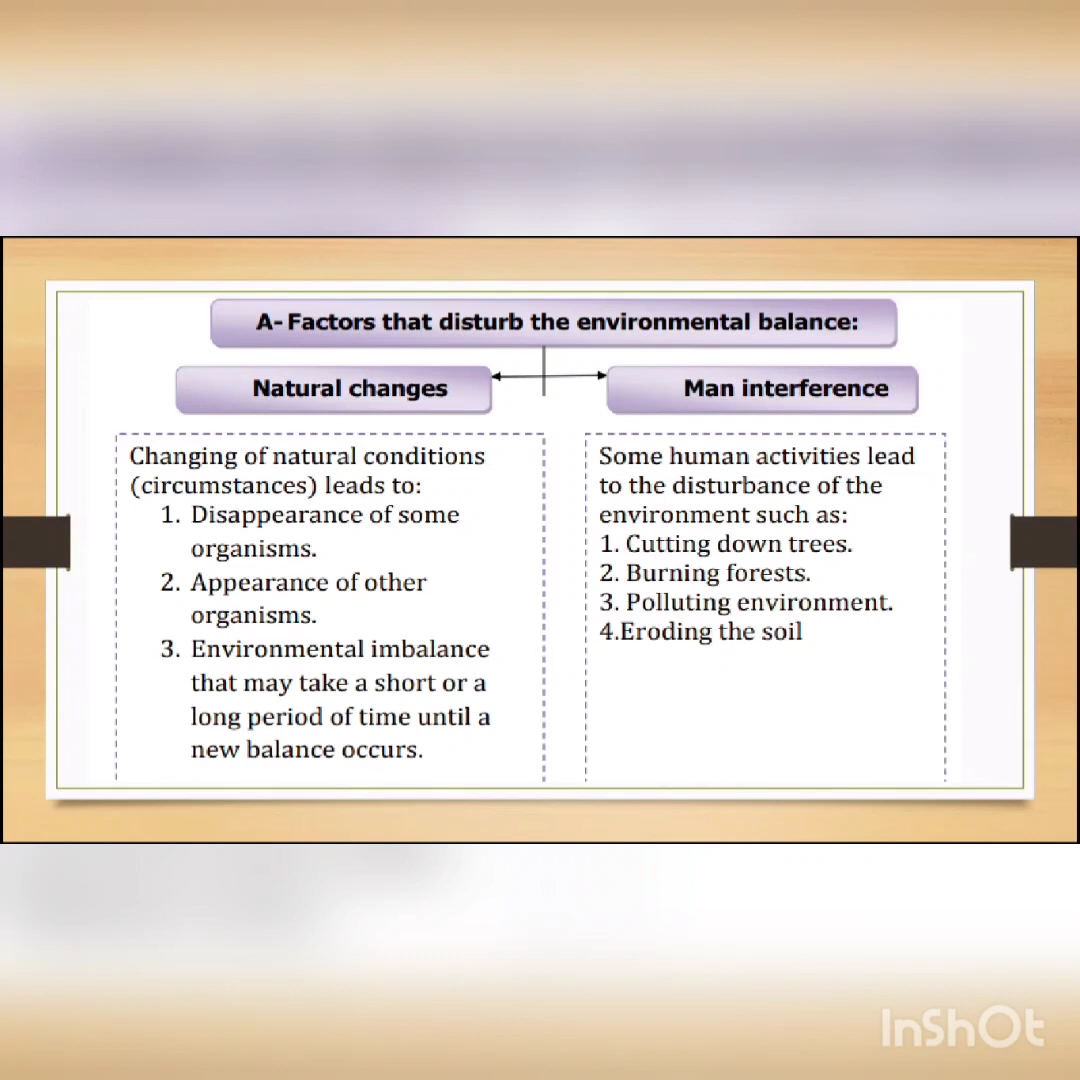 A- Factors that disturb the environmental balance:
Natural changes
Man interference
Changing of natural conditions
(circumstances) leads to:
1. Disappearance of some
organisms.
2. Appearance of other
organisms.
3. Environmental imbalance
that may take a short or a
long period of time until a
new balance occurs.
Some human activities lead
to the disturbance of the
environment such as:
1. Cutting down trees.
2. Burning forests.
3. Polluting environment.
4.Eroding the soil
InShOt